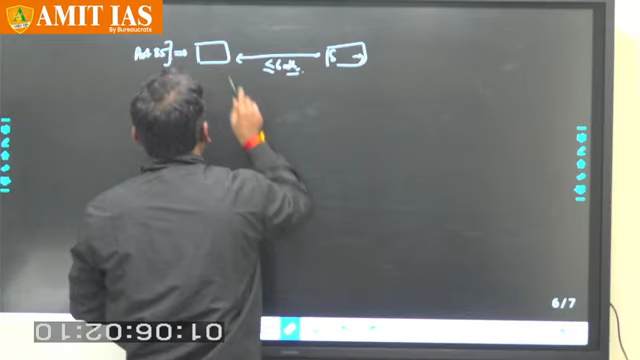 AMIT IAS
By Bureaucrats
Art 85] ⇒
≤ 6 mth.
6/7
01:06:02:10